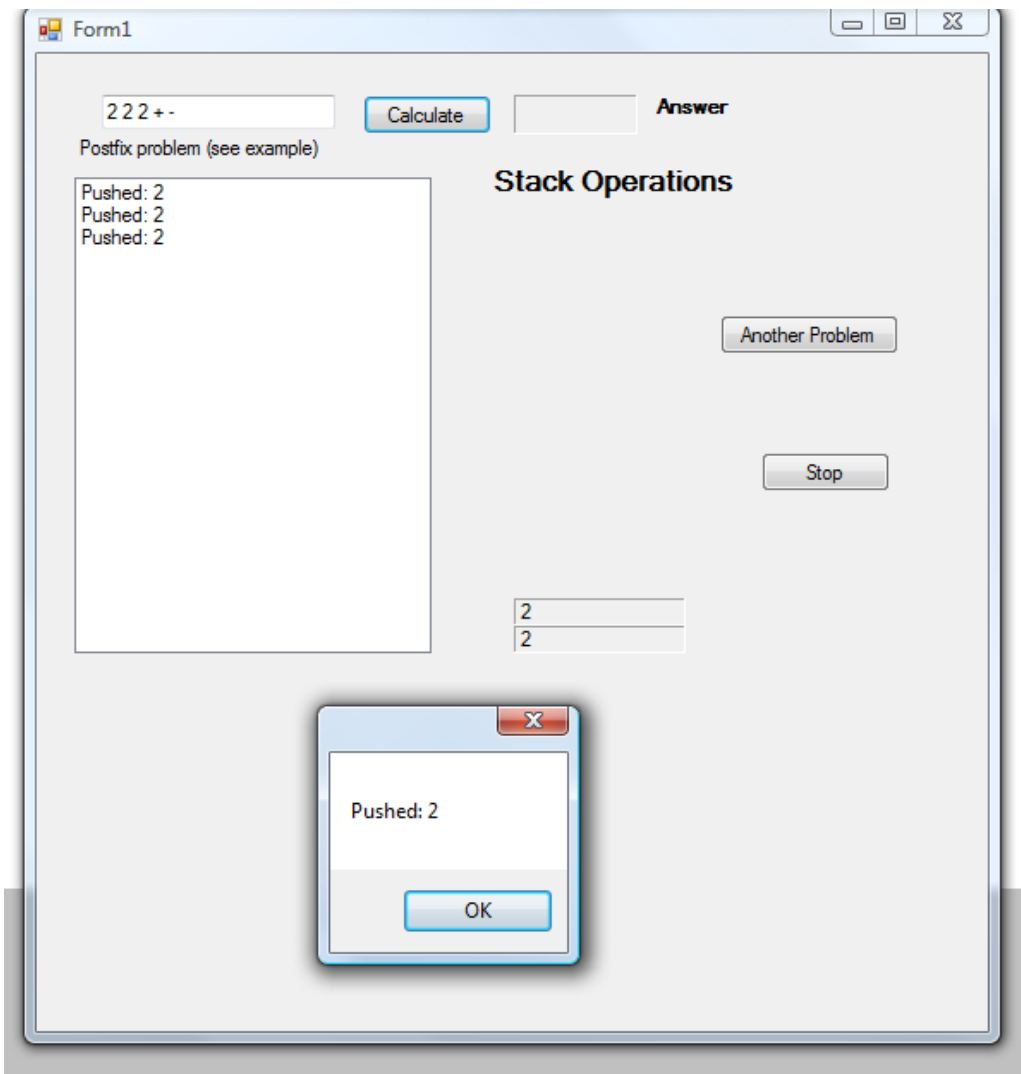 Form1
2 2 2 + -
Calculate
Answer
Postfix problem (see example)
Stack Operations
Pushed: 2
Pushed: 2
Pushed: 2
Another Problem
Stop
2
2
Pushed: 2
OK